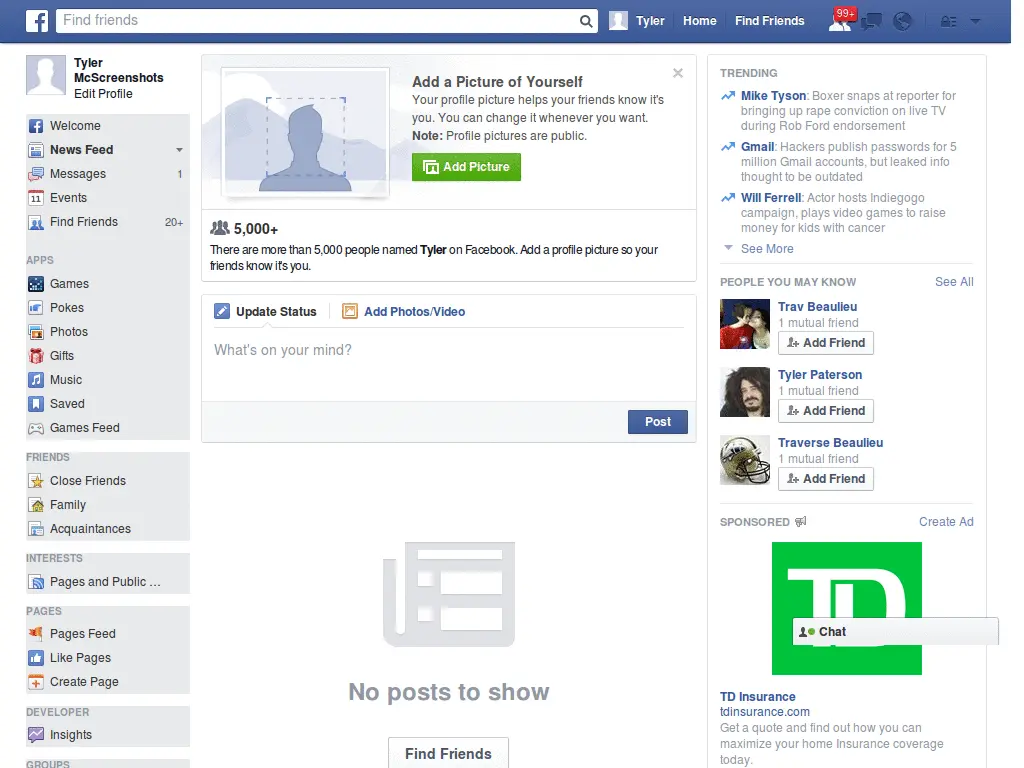 Find friends
Tyler
Home
Find Friends
99+
Tyler
McScreenshots
Edit Profile
Welcome
News Feed
Messages 1
Events
Find Friends 20+
APPS
Games
Pokes
Photos
Gifts
Music
Saved
Games Feed
FRIENDS
Close Friends
Family
Acquaintances
INTERESTS
Pages and Public ...
PAGES
Pages Feed
Like Pages
Create Page
DEVELOPER
Insights
GROUPS
Add a Picture of Yourself
Your profile picture helps your friends know it's
you. You can change it whenever you want.
Note: Profile pictures are public.
Add Picture
5,000+
There are more than 5,000 people named Tyler on Facebook. Add a profile picture so your
friends know it's you.
Update Status
Add Photos/Video
What's on your mind?
Post
No posts to show
Find Friends
TRENDING
Mike Tyson: Boxer snaps at reporter for
bringing up rape conviction on live TV
during Rob Ford endorsement
Gmail: Hackers publish passwords for 5
million Gmail accounts, but leaked info
thought to be outdated
Will Ferrell: Actor hosts Indiegogo
campaign, plays video games to raise
money for kids with cancer
See More
PEOPLE YOU MAY KNOW See All
Trav Beaulieu
1 mutual friend
Add Friend
Tyler Paterson
1 mutual friend
Add Friend
Traverse Beaulieu
1 mutual friend
Add Friend
SPONSORED Create Ad
TD
Chat
TD Insurance
tdinsurance.com
Get a quote and find out how you can
maximize your home Insurance coverage
today.